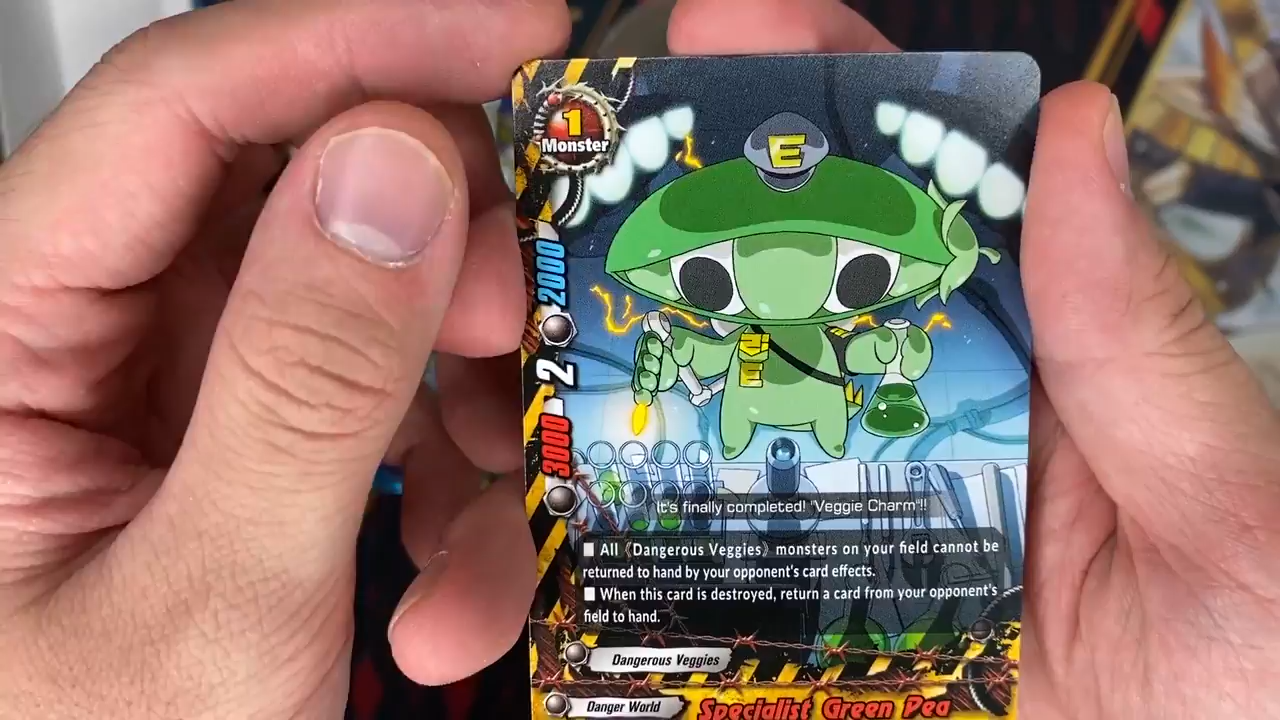 1
Monster
E
2000
2
3000
E
It's finally completed! "Veggie Charm"!!
■ All 《Dangerous Veggies》 monsters on your field cannot be
returned to hand by your opponent's card effects.
■ When this card is destroyed, return a card from your opponent's
field to hand.
Dangerous Veggies
Danger World
Specialist Green Pea